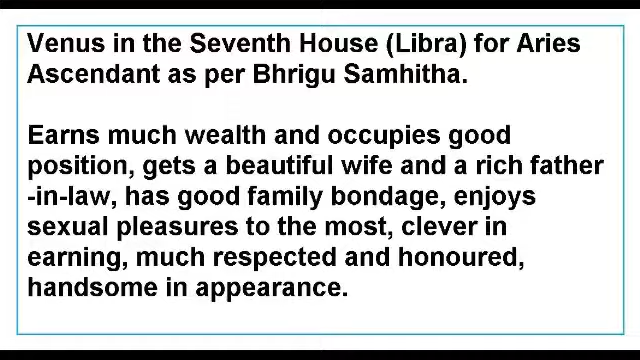 Venus in the Seventh House (Libra) for Aries
Ascendant as per Bhrigu Samhitha.
Earns much wealth and occupies good
position, gets a beautiful wife and a rich father
-in-law, has good family bondage, enjoys
sexual pleasures to the most, clever in
earning, much respected and honoured,
handsome in appearance.